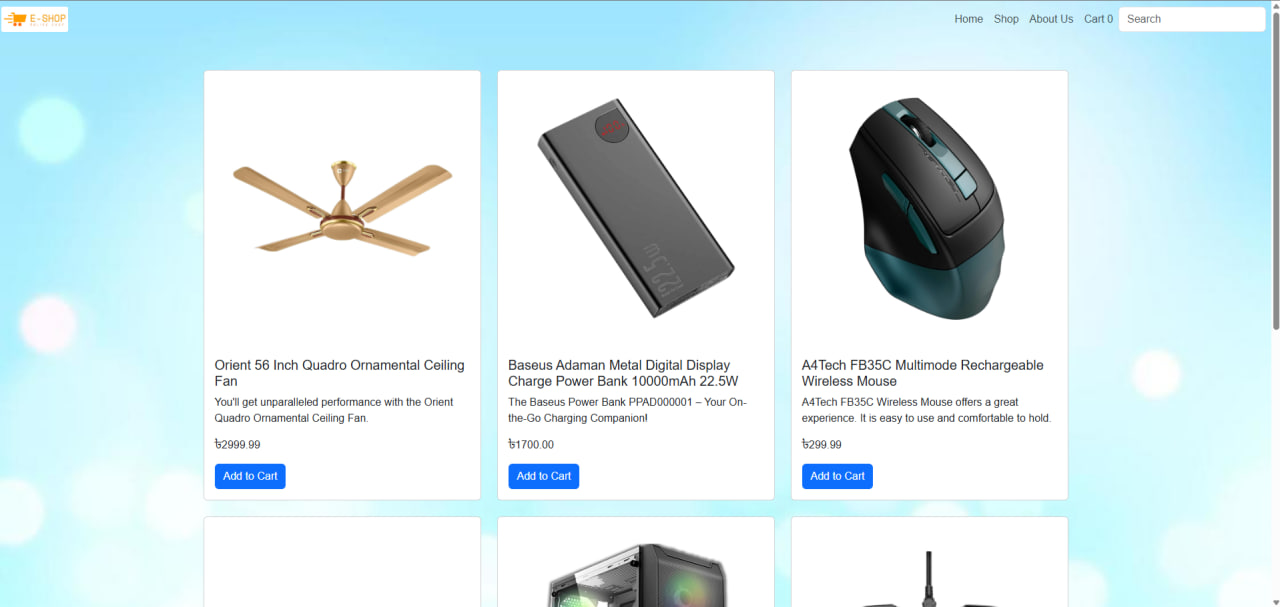 E-SHOP
Home Shop About Us Cart 0 Search
22.5W
Orient 56 Inch Quadro Ornamental Ceiling
Fan
You'll get unparalleled performance with the Orient
Quadro Ornamental Ceiling Fan.
৳2999.99
Add to Cart
Baseus Adaman Metal Digital Display
Charge Power Bank 10000mAh 22.5W
The Baseus Power Bank PPAD000001 – Your On-
the-Go Charging Companion!
৳1700.00
Add to Cart
A4Tech FB35C Multimode Rechargeable
Wireless Mouse
A4Tech FB35C Wireless Mouse offers a great
experience. It is easy to use and comfortable to hold.
৳299.99
Add to Cart